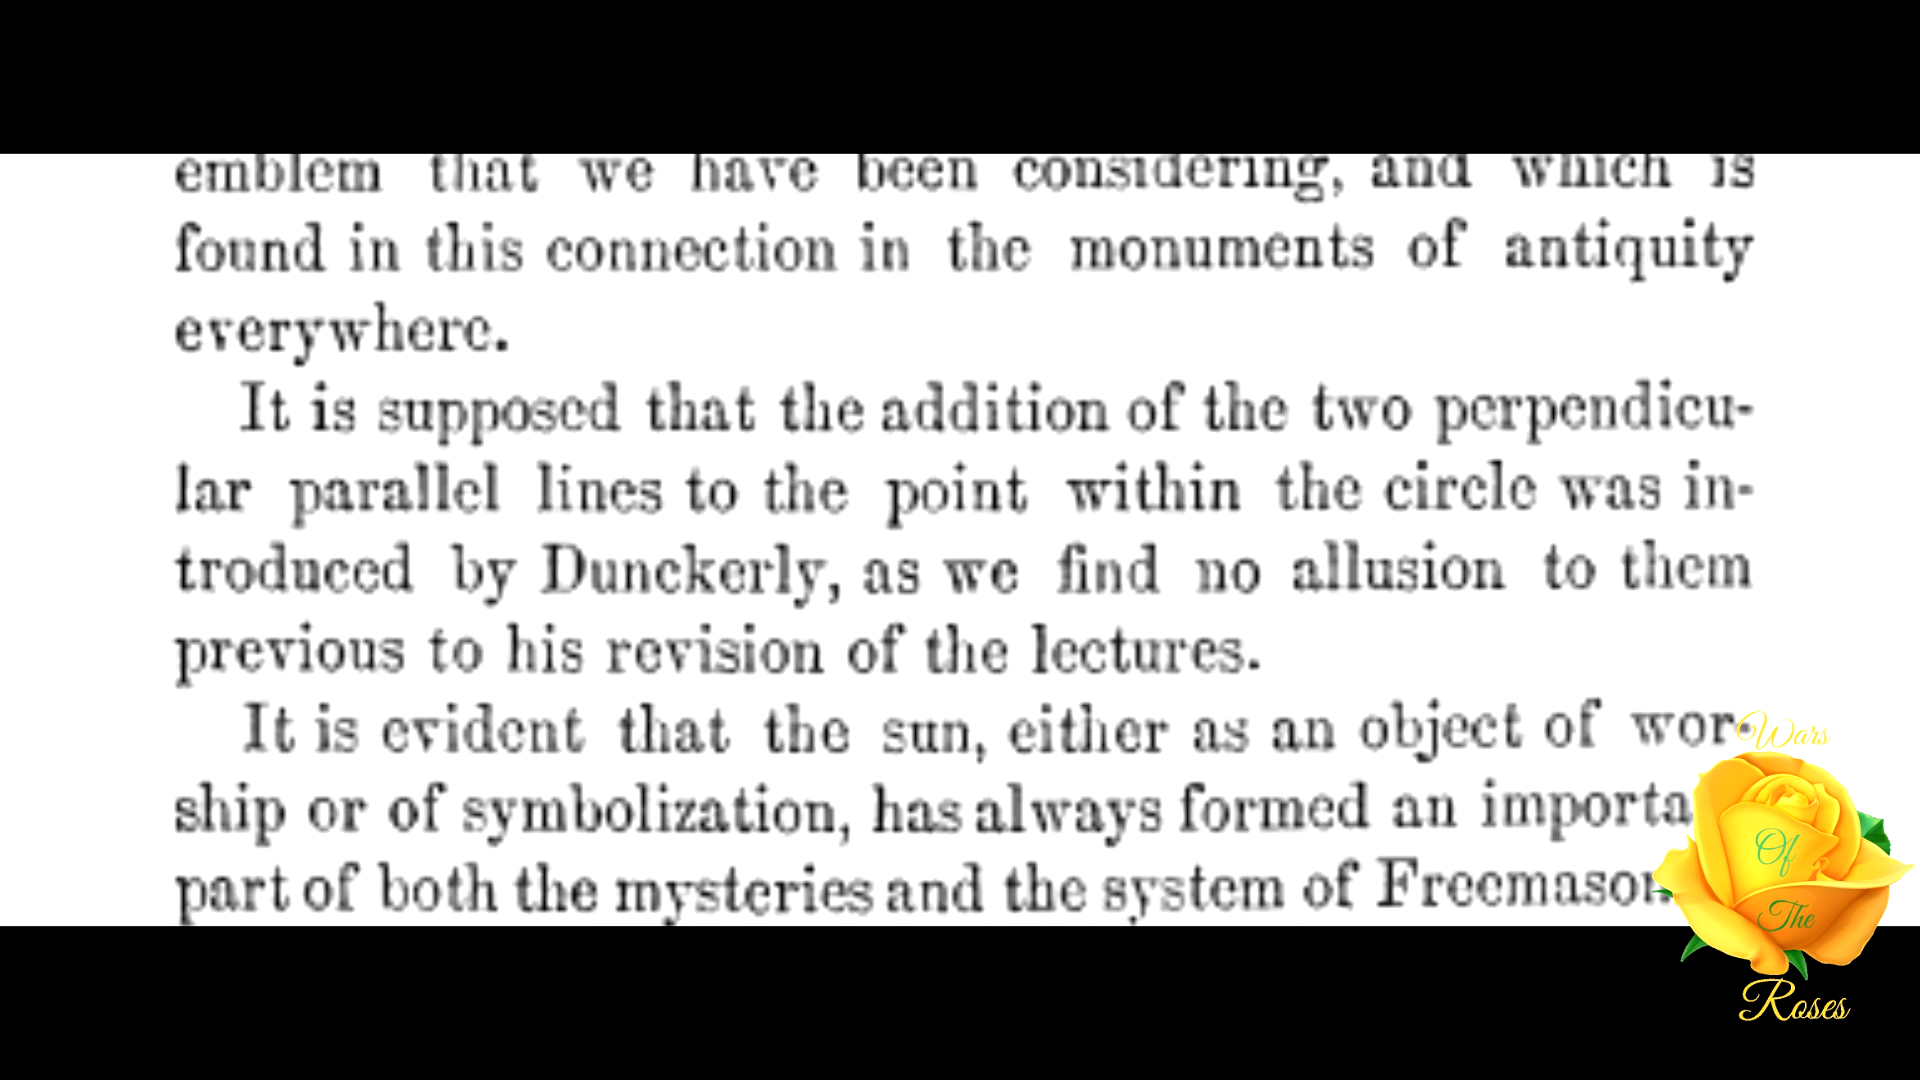 emblem that we have been considering, and which is
found in this connection in the monuments of antiquity
everywhere.
It is supposed that the addition of the two perpendicu-
lar parallel lines to the point within the circle was in-
troduced by Dunckerly, as we find no allusion to them
previous to his revision of the lectures.
It is evident that the sun, either as an object of wor-
ship or of symbolization, has always formed an importa
part of both the mysteries and the system of Freemason
Wars
Of
The
Roses